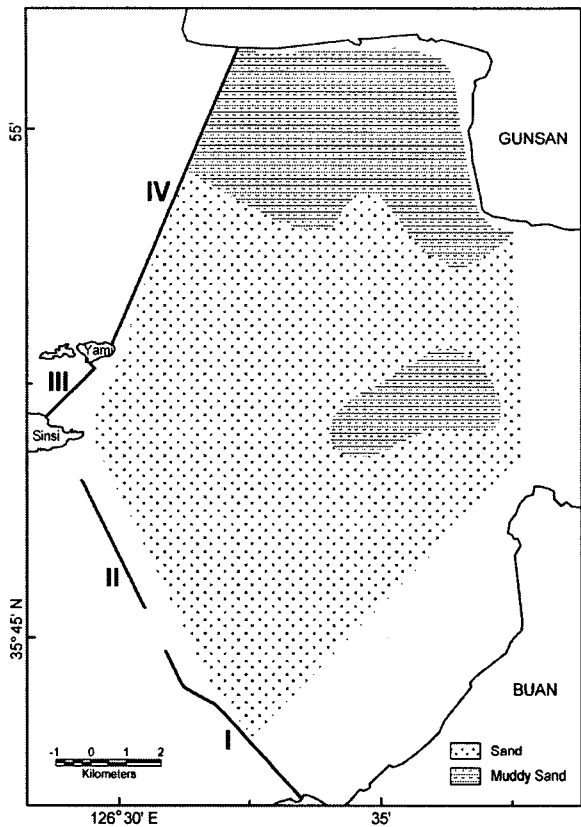 55'
GUNSAN
IV
Yami
III
Sinsi
II
35° 45' N
BUAN
I
-1 0 1 2
Kilometers
Sand
Muddy Sand
126° 30' E
35'